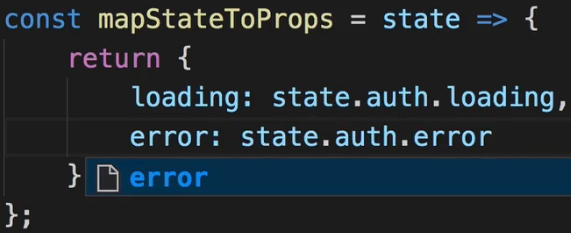 const mapStateToProps = state => {
return {
loading: state.auth.loading,
error: state.auth.error
}
error
};